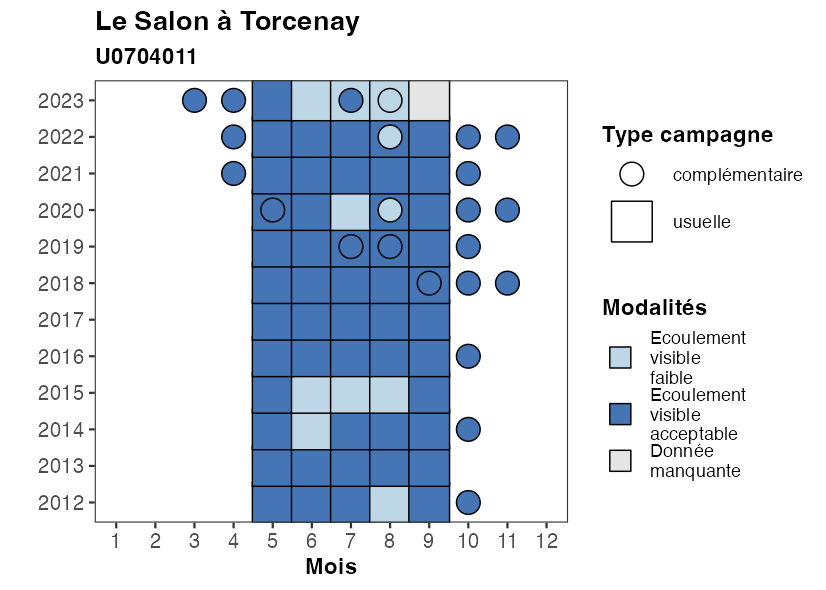 Le Salon à Torcenay
U0704011
2023
2022
2021
2020
2019
2018
2017
2016
2015
2014
2013
2012
1 2 3 4 5 6 7 8 9 10 11 12
Mois
Type campagne
complémentaire
usuelle
Modalités
Ecoulement
visible
faible
Ecoulement
visible
acceptable
Donnée
manquante